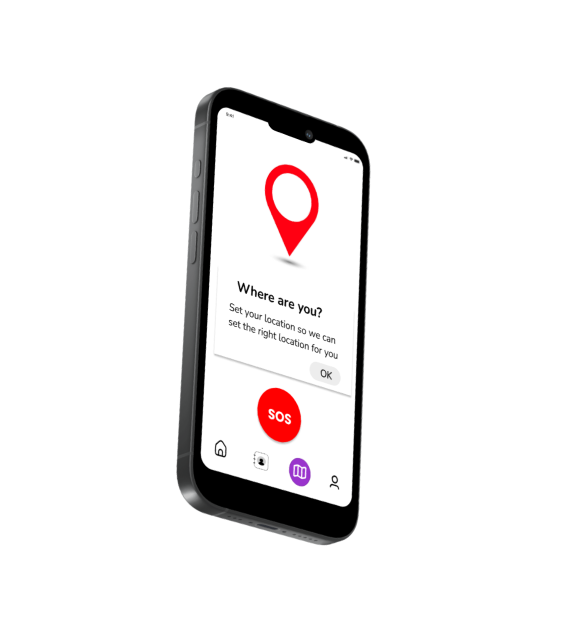 9:41
Where are you?
Set your location so we can
set the right location for you
OK
SOS